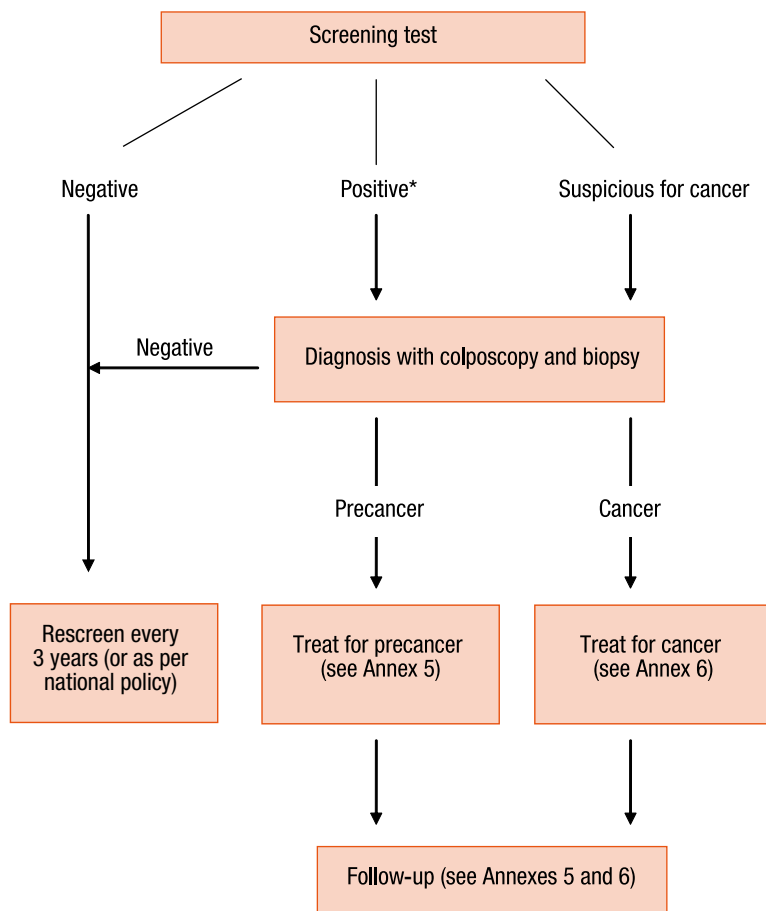 Screening test
Negative
Positive*
Suspicious for cancer
Negative
Diagnosis with colposcopy and biopsy
Precancer
Cancer
Rescreen every
3 years (or as per
national policy)
Treat for precancer
(see Annex 5)
Treat for cancer
(see Annex 6)
Follow-up (see Annexes 5 and 6)